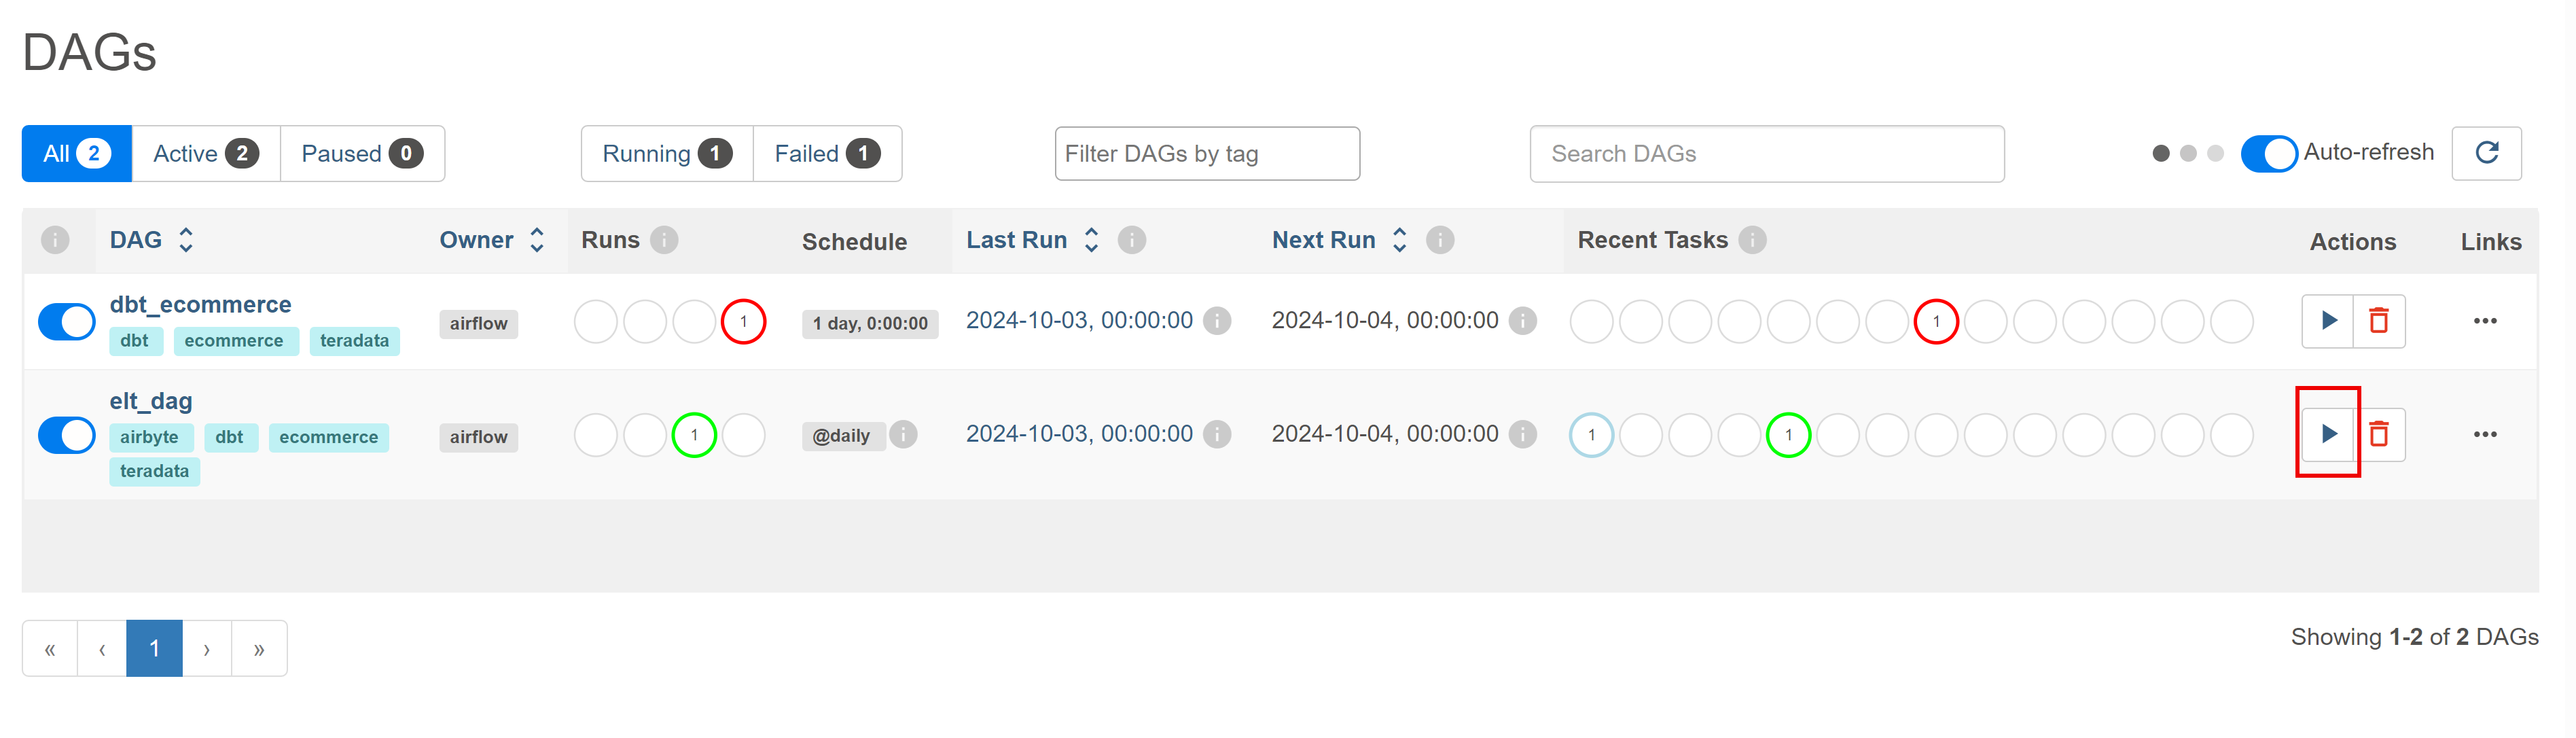 DAGs
All 2 Active 2 Paused 0 Running 1 Failed 1 Filter DAGs by tag Search DAGs Auto-refresh
DAG Owner Runs Schedule Last Run Next Run Recent Tasks Actions Links
dbt_ecommerce
dbt ecommerce teradata
airflow
1
1 day, 0:00:00
2024-10-03, 00:00:00
2024-10-04, 00:00:00
1
elt_dag
airbyte dbt ecommerce
teradata
airflow
1
@daily
2024-10-03, 00:00:00
2024-10-04, 00:00:00
1 1
« ‹ 1 › »
Showing 1-2 of 2 DAGs